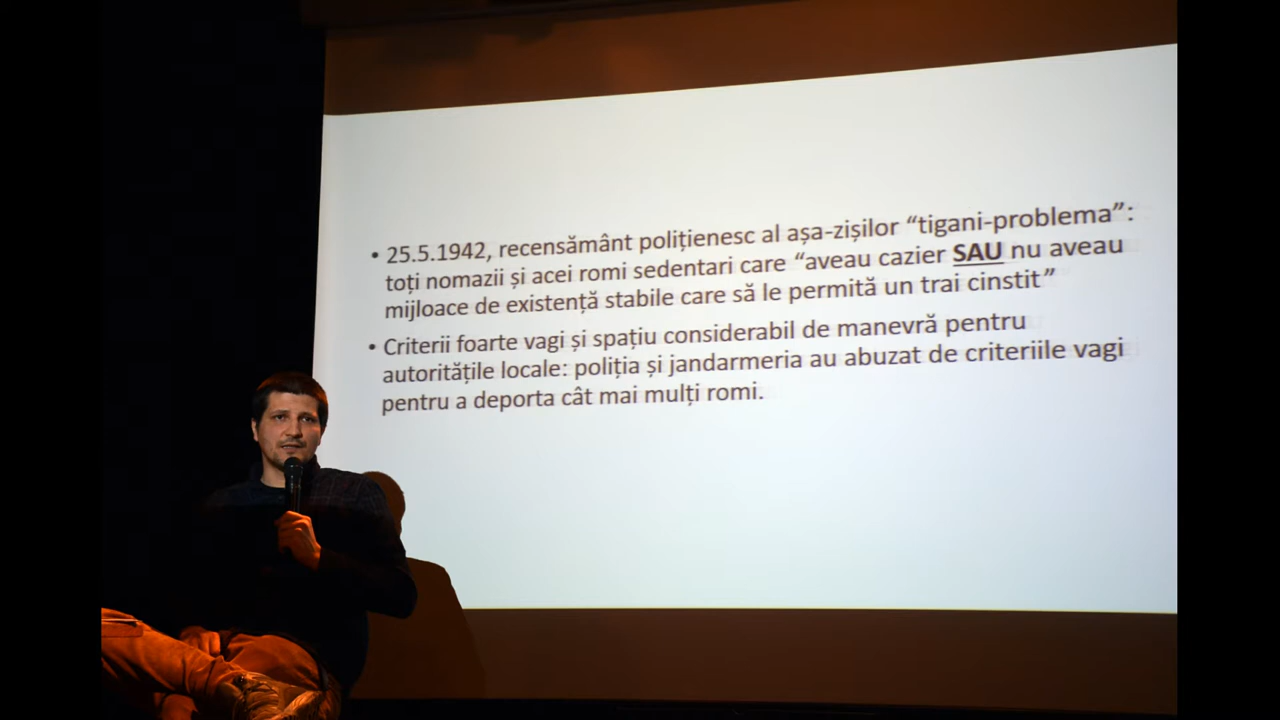 • 25.5.1942, recensământ polițienesc al așa-zișilor “tigani-problema”:
toți nomazii și acei romi sedentari care “aveau cazier SAU nu aveau
mijloace de existență stabile care să le permită un trai cinstit”
• Criterii foarte vagi și spațiu considerabil de manevră pentru
autoritățile locale: poliția și jandarmeria au abuzat de criteriile vagi
pentru a deporta cât mai mulți romi.